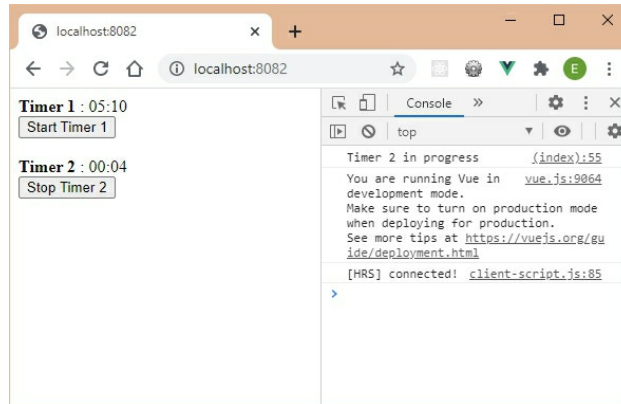 localhost:8082
localhost:8082
E
Timer 1 : 05:10
Start Timer 1
Timer 2 : 00:04
Stop Timer 2
Console
top
Timer 2 in progress (index):55
You are running Vue in vue.js:9064
development mode.
Make sure to turn on production mode
when deploying for production.
See more tips at https://vuejs.org/gu
ide/deployment.html
[HRS] connected! client-script.js:85